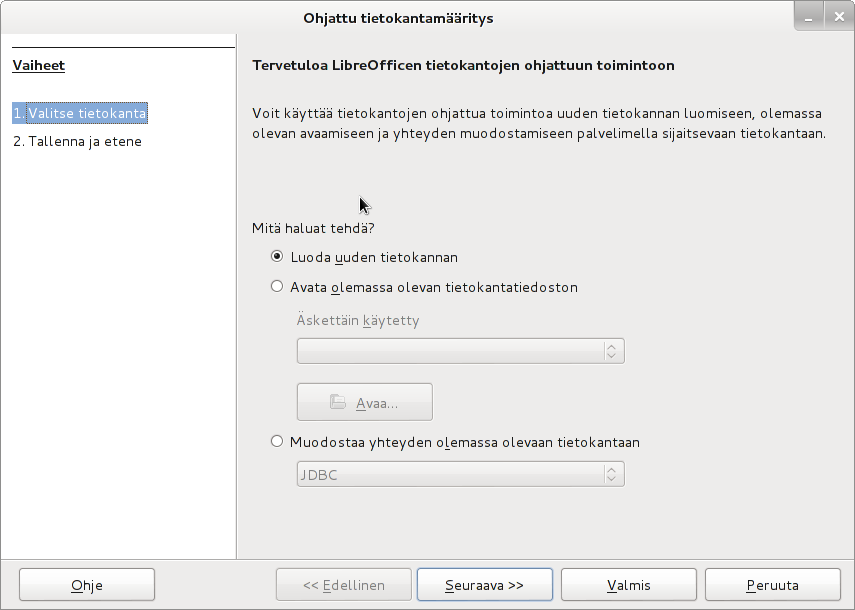 Ohjattu tietokantamääritys
Vaiheet
1. Valitse tietokanta
2. Tallenna ja etene
Tervetuloa LibreOfficen tietokantojen ohjattuun toimintoon
Voit käyttää tietokantojen ohjattua toimintoa uuden tietokannan luomiseen, olemassa
olevan avaamiseen ja yhteyden muodostamiseen palvelimella sijaitsevaan tietokantaan.
Mitä haluat tehdä?
Luoda uuden tietokannan
Avata olemassa olevan tietokantatiedoston
Äskettäin käytetty
Avaa...
Muodostaa yhteyden olemassa olevaan tietokantaan
JDBC
Ohje
<< Edellinen
Seuraava >>
Valmis
Peruuta